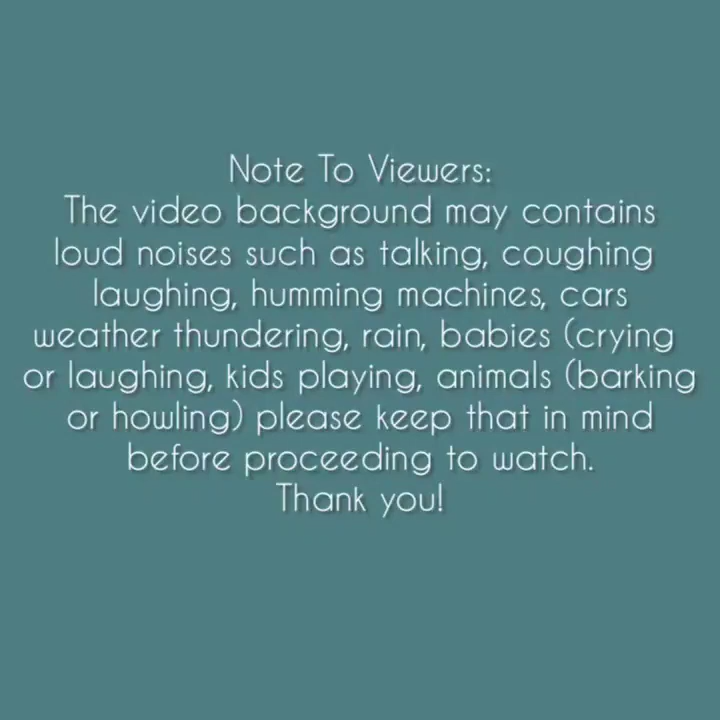 Note To Viewers:
The video background may contains
loud noises such as talking, coughing
laughing, humming machines, cars
weather thundering, rain, babies (crying
or laughing, kids playing, animals (barking
or howling) please keep that in mind
before proceeding to watch.
Thank you!